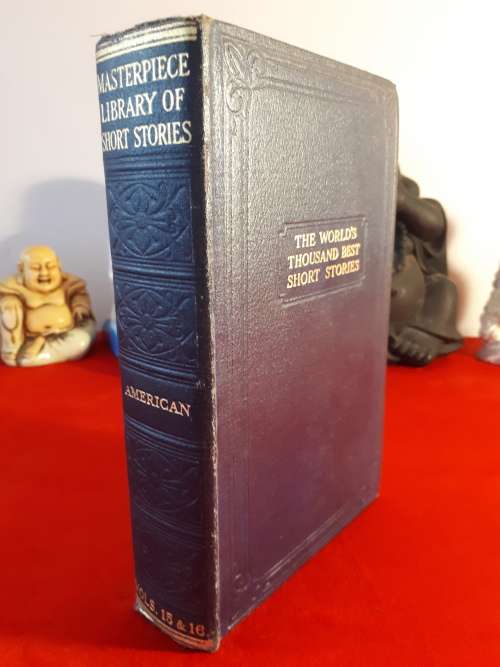 MASTERPIECE
LIBRARY OF
SHORT STORIES
AMERICAN
VOLS. 15 & 16.
THE WORLD'S
THOUSAND BEST
SHORT STORIES